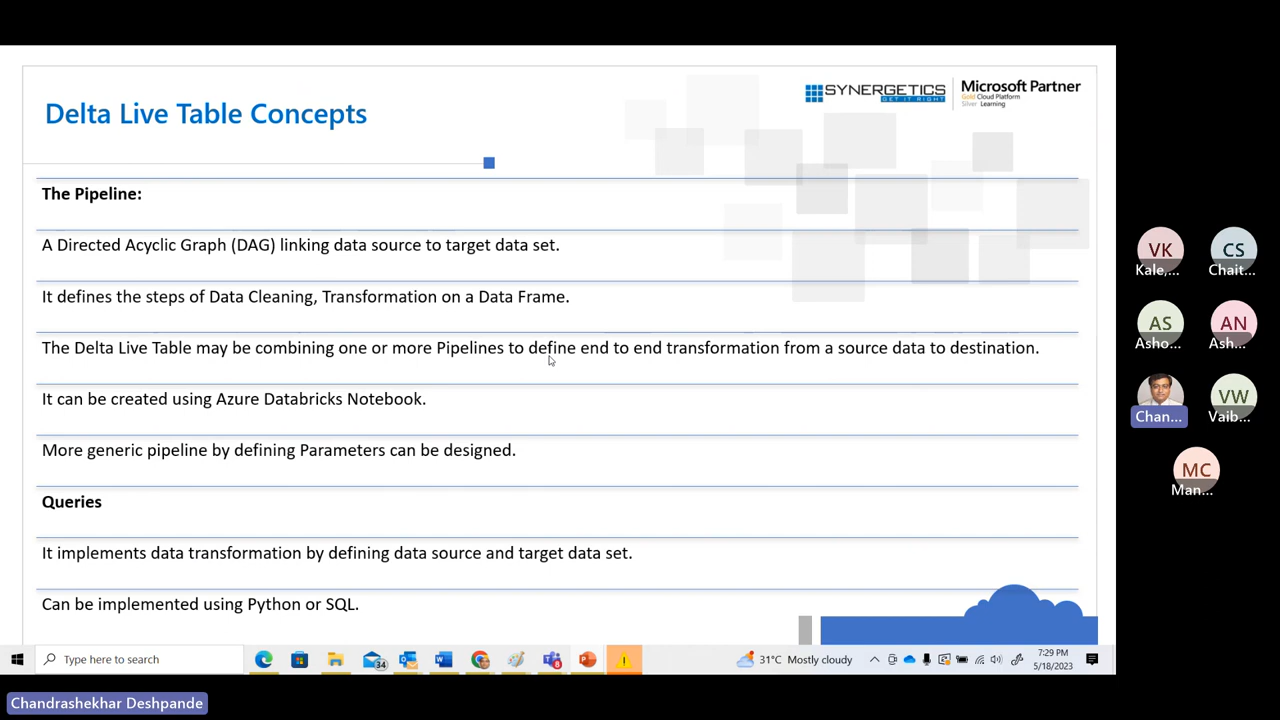 SYNERGETICS
GET IT RIGHT
Microsoft Partner
Gold Cloud Platform
Silver Learning
Delta Live Table Concepts
The Pipeline:
A Directed Acyclic Graph (DAG) linking data source to target data set.
It defines the steps of Data Cleaning, Transformation on a Data Frame.
The Delta Live Table may be combining one or more Pipelines to define end to end transformation from a source data to destination.
It can be created using Azure Databricks Notebook.
More generic pipeline by defining Parameters can be designed.
Queries
It implements data transformation by defining data source and target data set.
Can be implemented using Python or SQL.
VK
Kale,...
CS
Chait...
AS
Asho...
AN
Ash...
Chan...
VW
Vaib...
MC
Man...
Type here to search
34
8
31°C Mostly cloudy
7:29 PM
5/18/2023
Chandrashekhar Deshpande